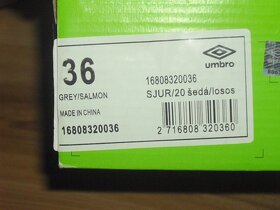 36
umbro
16808320036
GREY/SALMON
SJUR/20 šedá/losos
MADE IN CHINA
16808320036
2 716808 320360